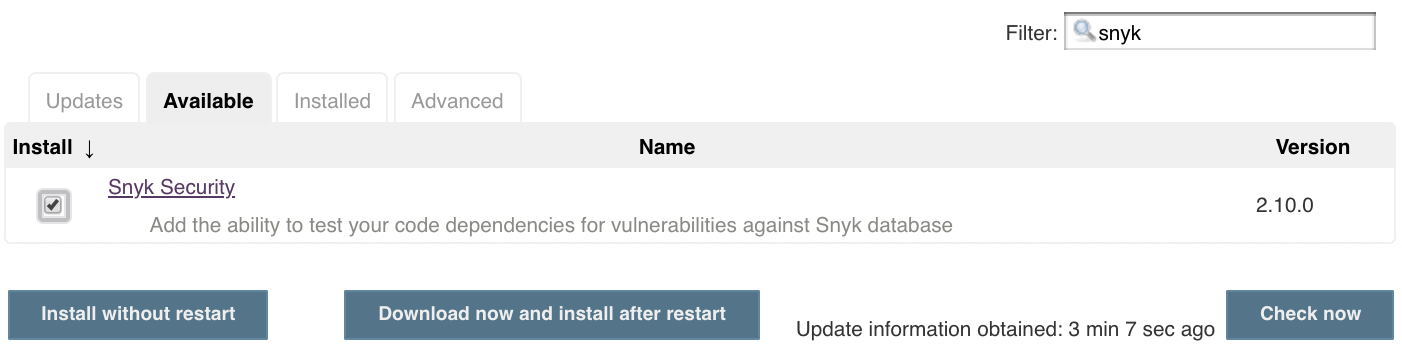 Filter: snyk
Updates Available Installed Advanced
Install ↓ Name Version
Snyk Security
Add the ability to test your code dependencies for vulnerabilities against Snyk database
2.10.0
Install without restart Download now and install after restart Update information obtained: 3 min 7 sec ago Check now